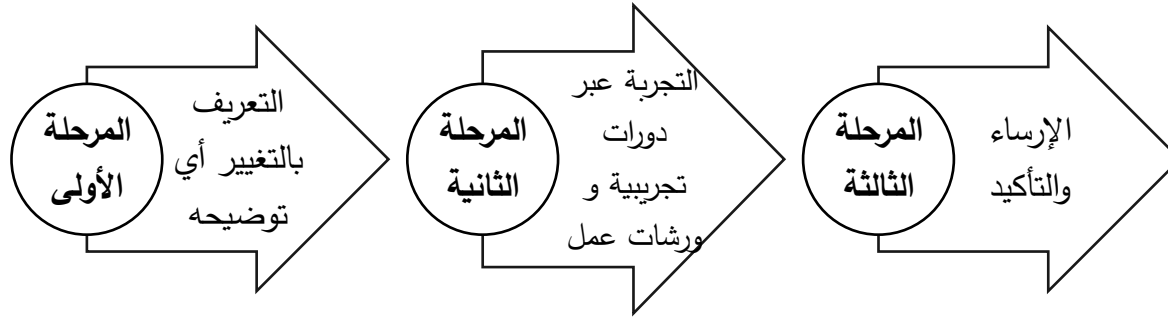 المرحلة
الأولى
التعريف
بالتغيير أي
توضيحه
المرحلة
الثانية
التجربة عبر
دورات
تجريبية و
ورشات عمل
المرحلة
الثالثة
الإرساء
والتأكيد